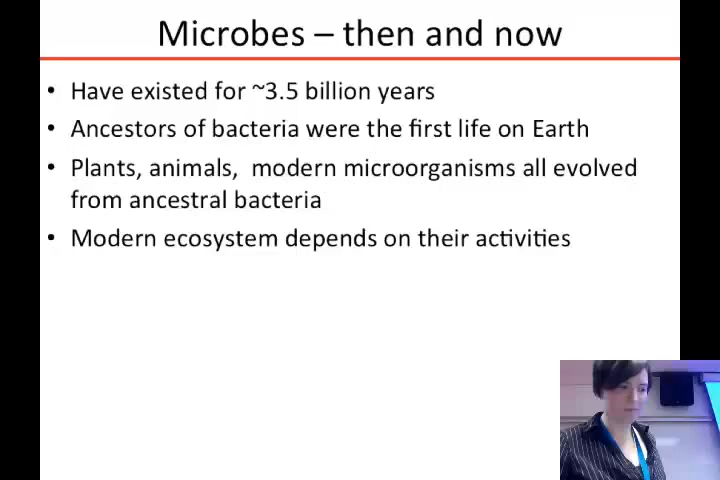 Microbes – then and now
• Have existed for ~3.5 billion years
• Ancestors of bacteria were the first life on Earth
• Plants, animals,  modern microorganisms all evolved
from ancestral bacteria
• Modern ecosystem depends on their activities